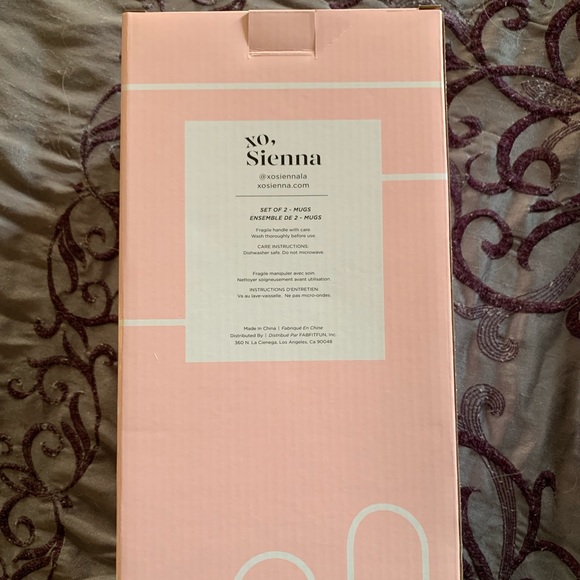 xo,
Sienna
@xosiennala
xosienna.com
SET OF 2 - MUGS
ENSEMBLE DE 2 - MUGS
Fragile handle with care
Wash thoroughly before use.
CARE INSTRUCTIONS:
Dishwasher safe. Do not microwave.
Fragile manipuler avec soin.
Nettoyer soigneusement avant utilisation.
INSTRUCTIONS D'ENTRETIEN:
Va au lave-vaisselle. Ne pas micro-ondes.
Made In China | Fabriqué En Chine
Distributed By | Distribué Par FABFITFUN, Inc.
360 N. La Cienega, Los Angeles, Ca 90048